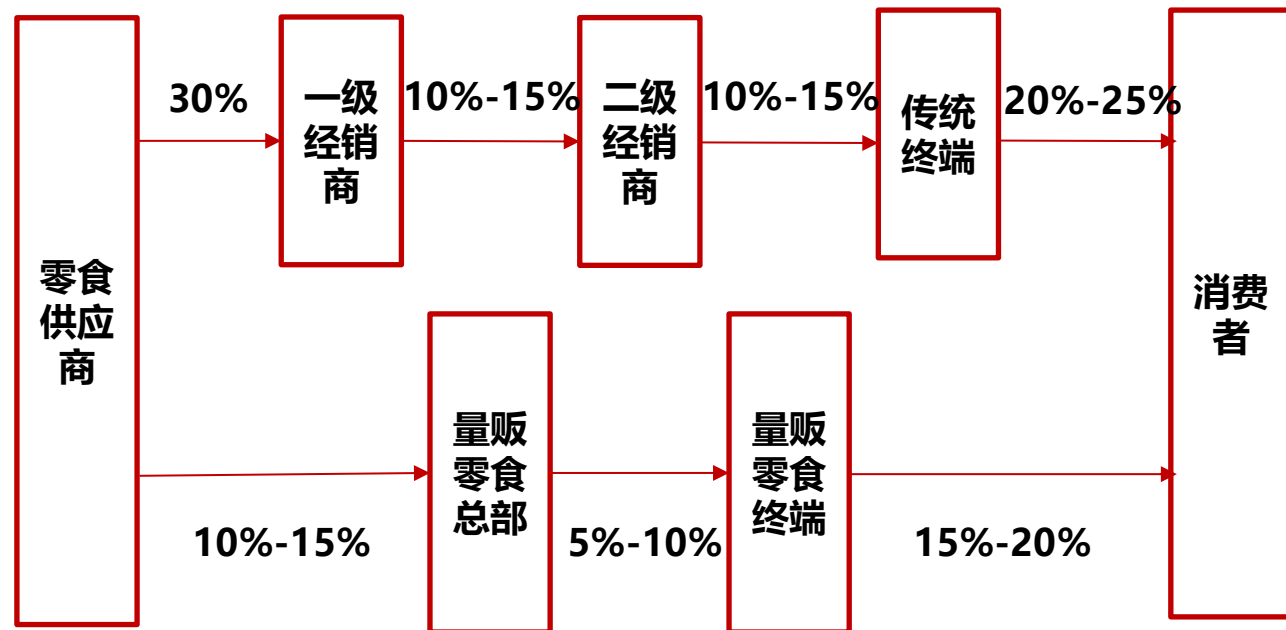 零食
供应
商
30%
一级
经销
商
10%-15%
二级
经销
商
10%-15%
传统
终端
20%-25%
消费
者
10%-15%
量贩
零食
总部
5%-10%
量贩
零食
终端
15%-20%